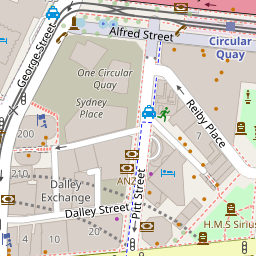 Alfred Street
Circular
Quay
George Street
One Circular
Quay
Sydney
Place
Reiby Place
200
210
Dalley
Exchange
ANZ
Pitt Street
Dalley Street
H.M.S Sirius
4
10
20